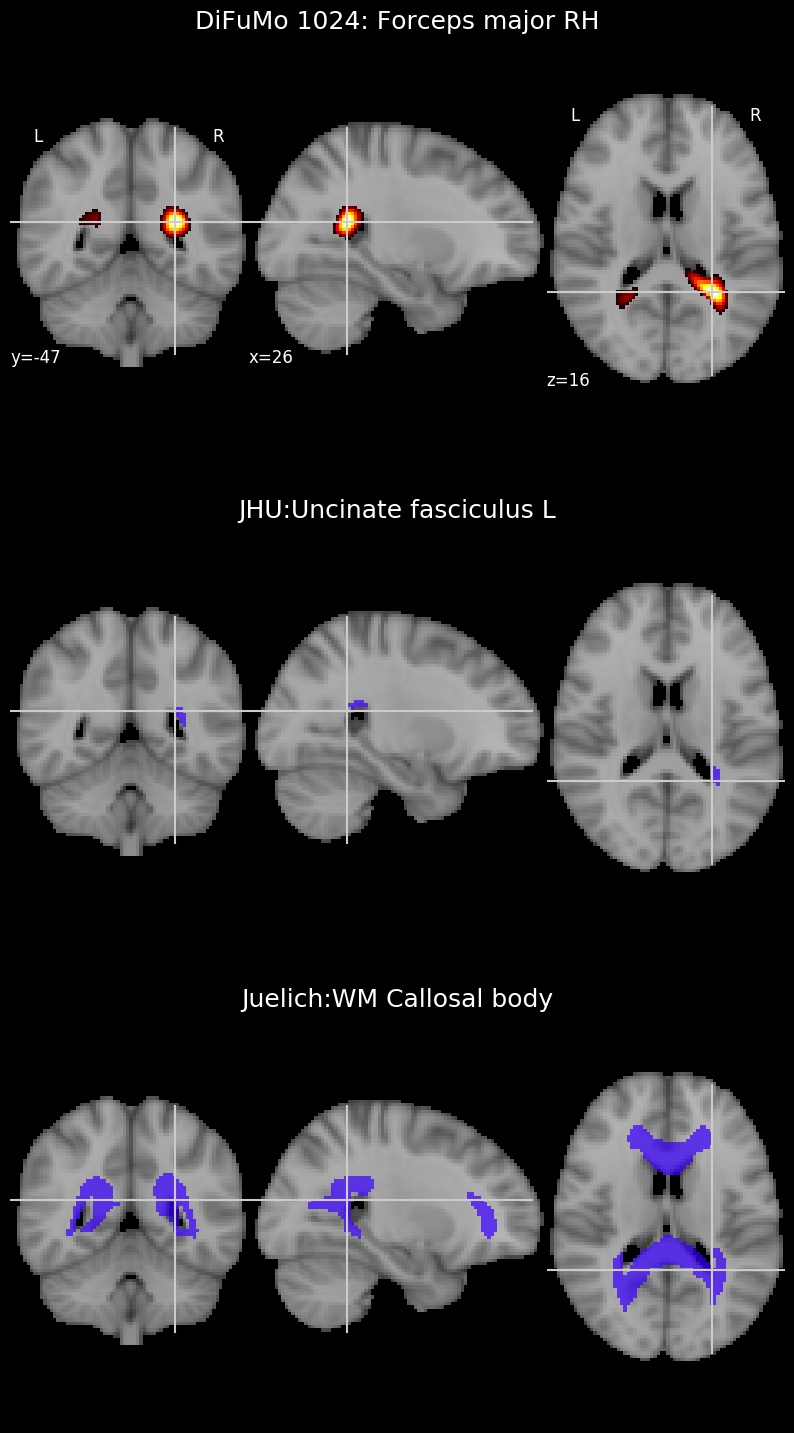 DiFuMo 1024: Forceps major RH
L R
L R
y=-47 x=26 z=16
JHU:Uncinate fasciculus L
Juelich:WM Callosal body